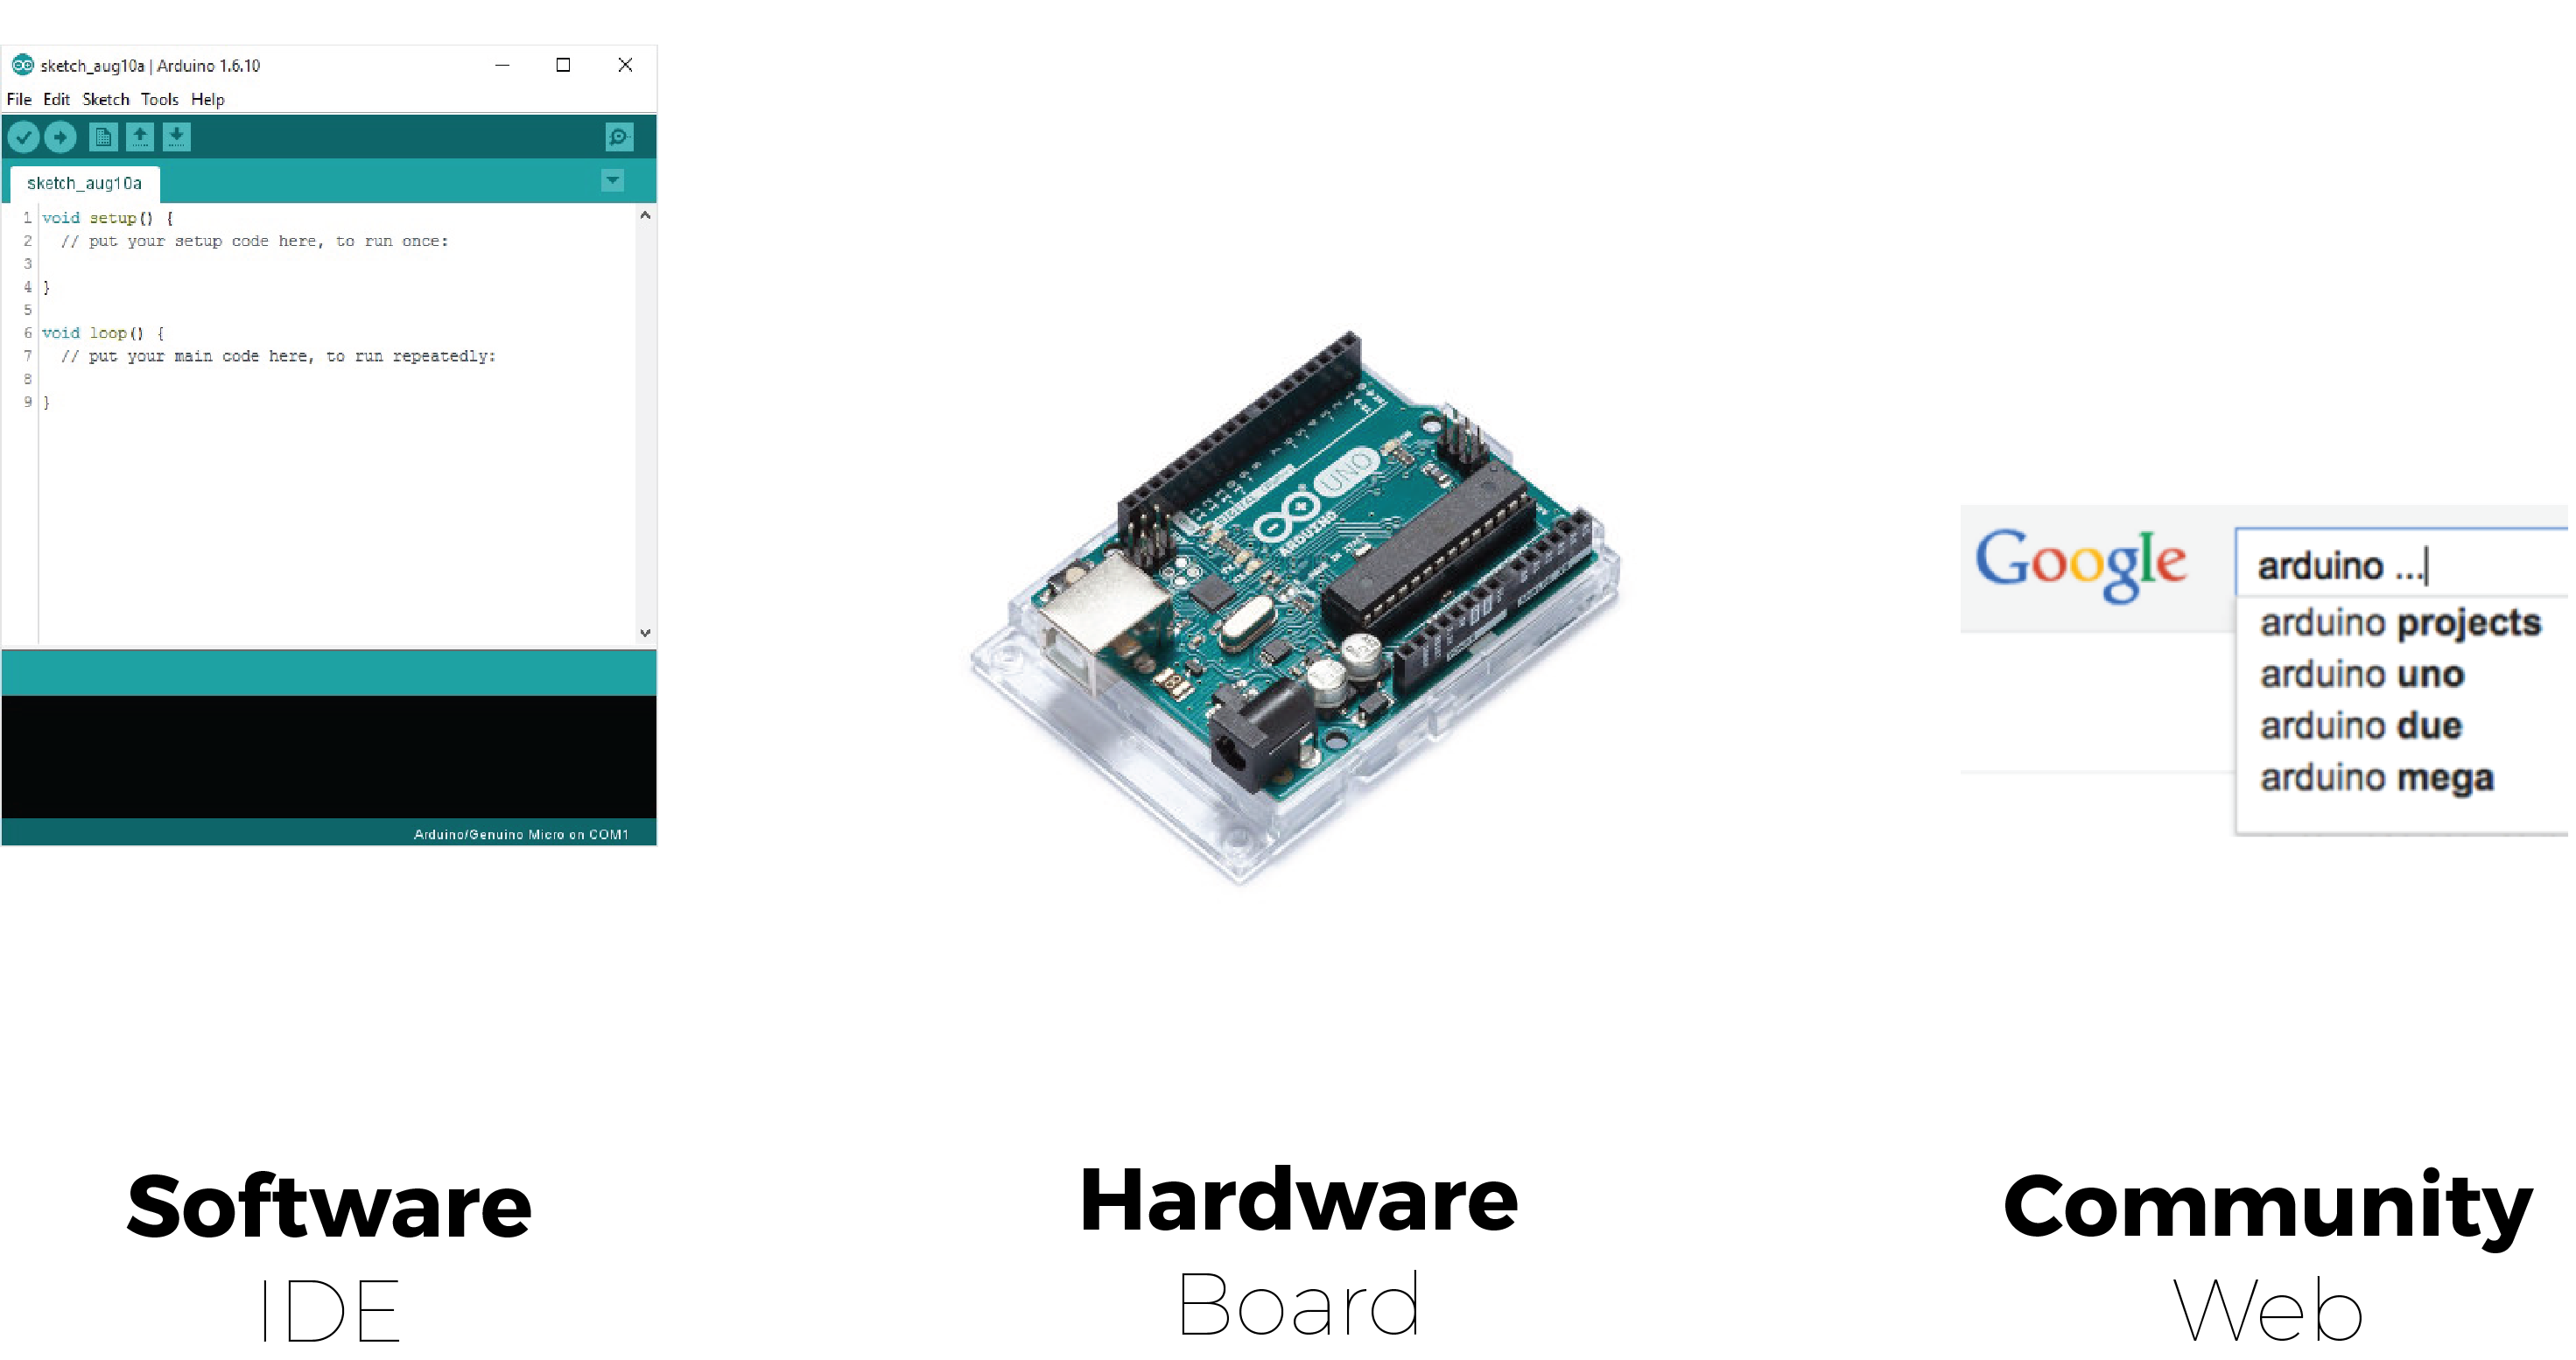 sketch_aug10a | Arduino 1.6.10
File Edit Sketch Tools Help
sketch_aug10a
1 void setup() {
2 // put your setup code here, to run once:
3
4 }
5
6 void loop() {
7 // put your main code here, to run repeatedly:
8
9 }
Arduino/Genuino Micro on COM1
UNO
ARDUINO
Google
arduino ...
arduino projects
arduino uno
arduino due
arduino mega
Software
IDE
Hardware
Board
Community
Web